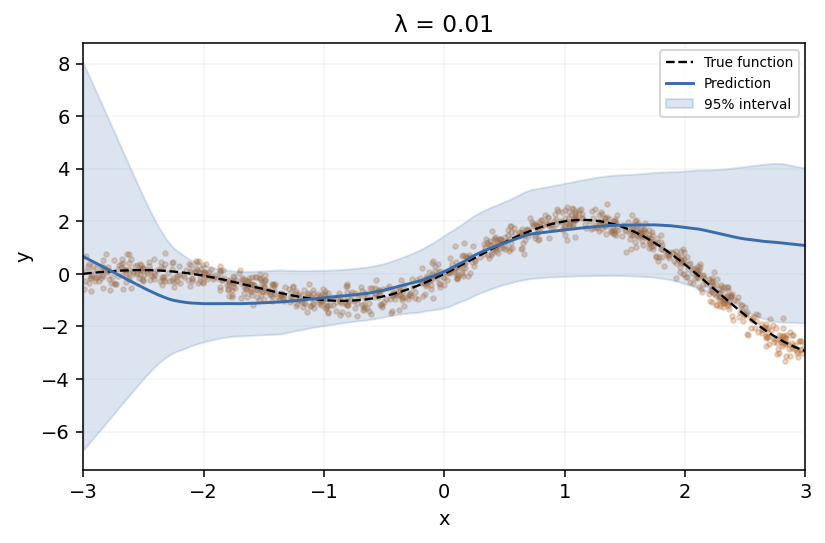 λ = 0.01
True function
Prediction
95% interval
y
8
6
4
2
0
−2
−4
−6
−3 −2 −1 0 1 2 3
x